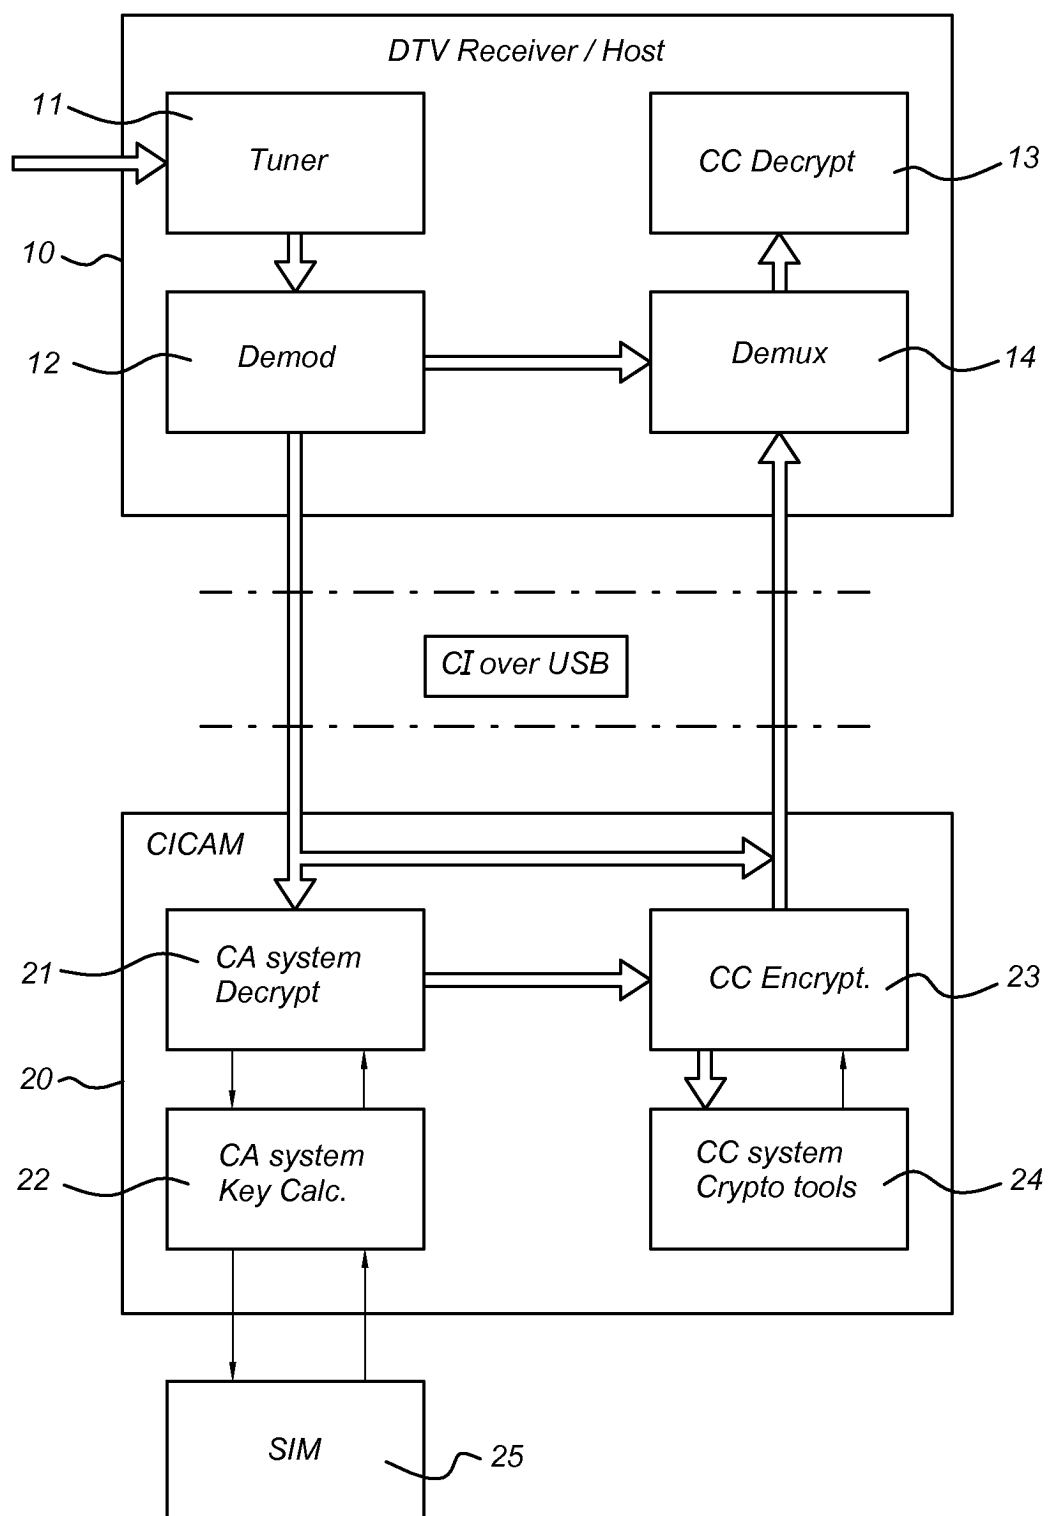 DTV Receiver / Host
11
Tuner
CC Decrypt
13
10
12
Demod
Demux
14
CI over USB
CICAM
21
CA system
Decrypt
CC Encrypt.
23
20
22
CA system
Key Calc.
CC system
Crypto tools
24
SIM
25